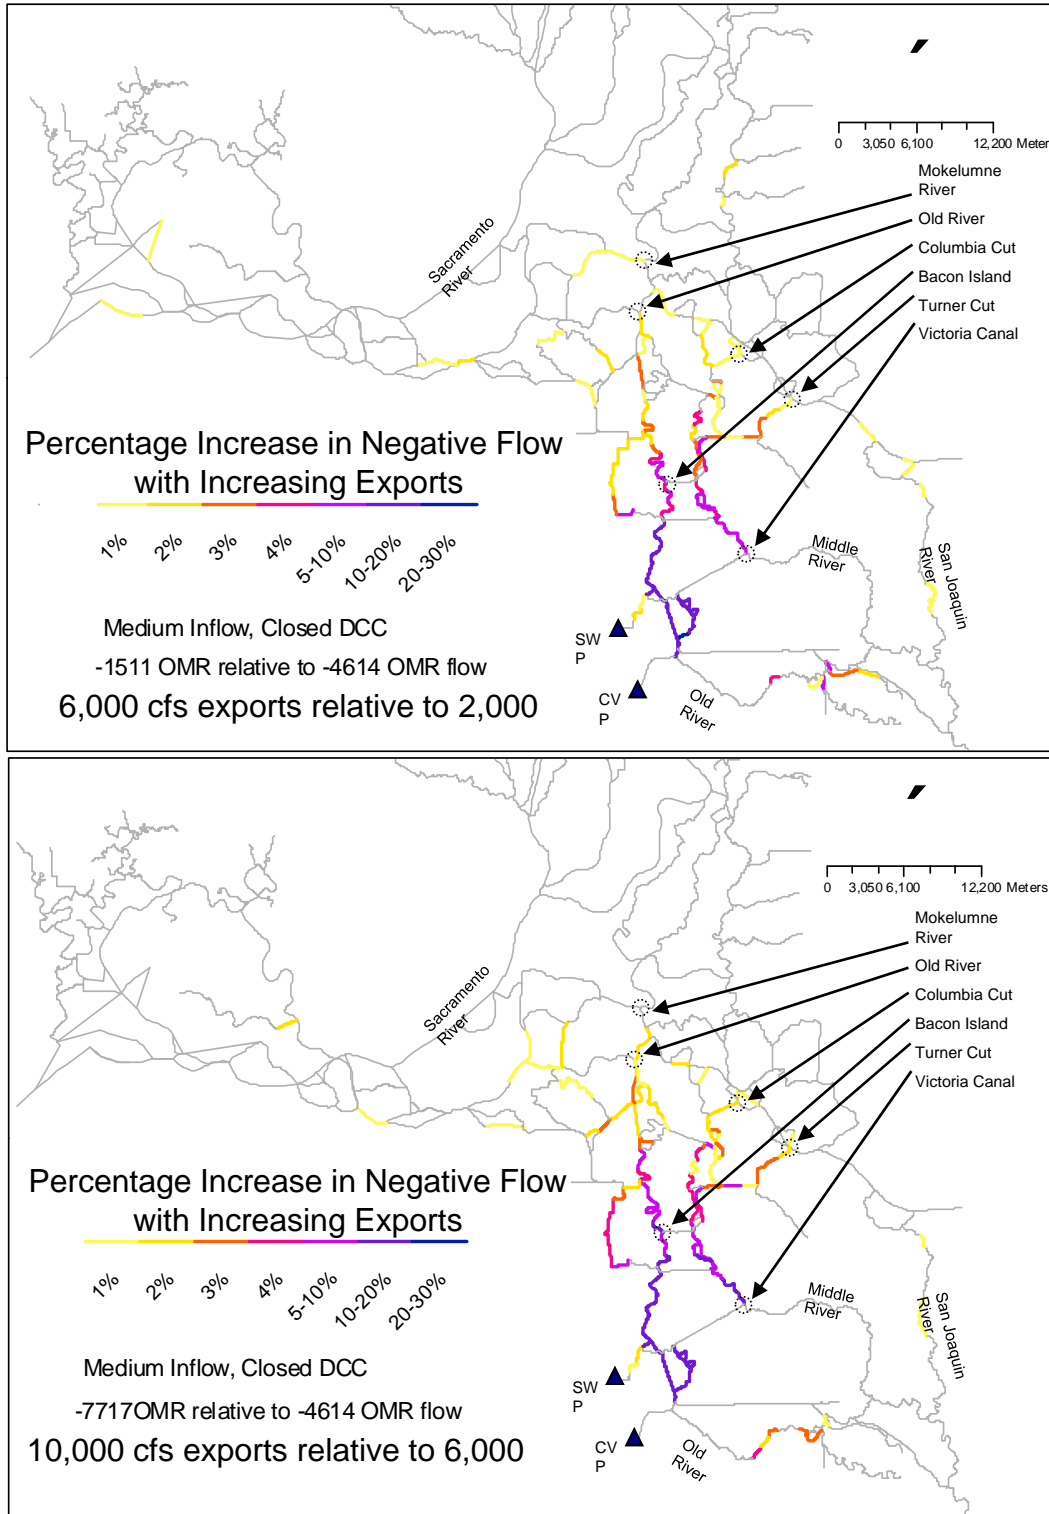 0 3,050 6,100 12,200 Meter
Mokelumne
River
Old River
Columbia Cut
Bacon Island
Turner Cut
Victoria Canal
Sacramento
River
Percentage Increase in Negative Flow
with Increasing Exports
1% 2% 3% 4% 5-10% 10-20% 20-30%
Medium Inflow, Closed DCC
-1511 OMR relative to -4614 OMR flow
6,000 cfs exports relative to 2,000
Middle
River
San Joaquin
River
SW
P
CV
P
Old
River
0 3,050 6,100 12,200 Meters
Mokelumne
River
Old River
Columbia Cut
Bacon Island
Turner Cut
Victoria Canal
Sacramento
River
Percentage Increase in Negative Flow
with Increasing Exports
1% 2% 3% 4% 5-10% 10-20% 20-30%
Medium Inflow, Closed DCC
-7717OMR relative to -4614 OMR flow
10,000 cfs exports relative to 6,000
Middle
River
San Joaquin
River
SW
P
CV
P
Old
River